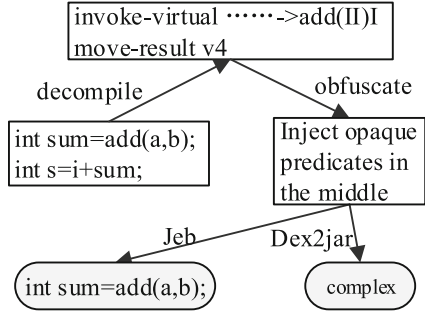 invoke-virtual ······->add(II)I
move-result v4
decompile
obfuscate
int sum=add(a,b);
int s=i+sum;
Inject opaque
predicates in
the middle
Jeb
Dex2jar
int sum=add(a,b);
complex